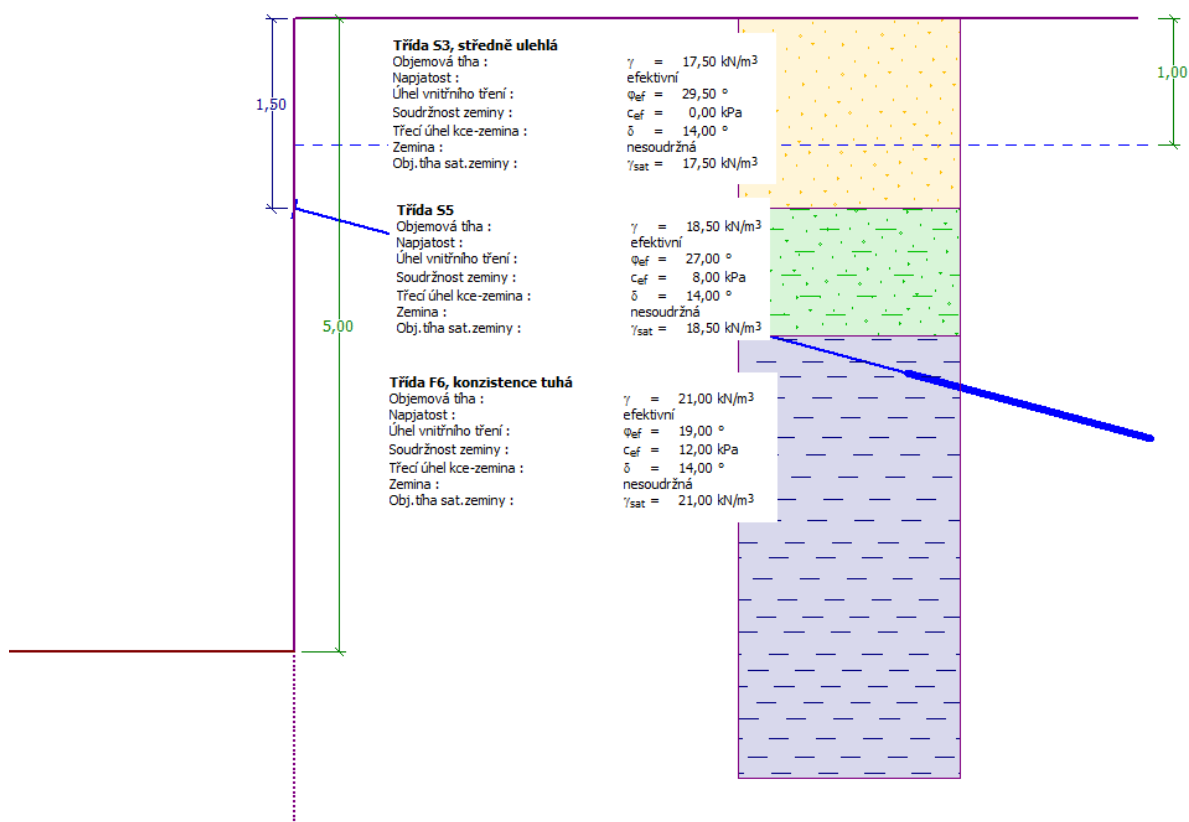 1,50
5,00
1,00
Třída S3, středně ulehlá
Objemová tíha : γ = 17,50 kN/m3
Napjatost : efektivní
Úhel vnitřního tření : φef = 29,50 °
Soudržnost zeminy : cef = 0,00 kPa
Třecí úhel kce-zemina : δ = 14,00 °
Zemina : nesoudržná
Obj.tíha sat.zeminy : γsat = 17,50 kN/m3
Třída S5
Objemová tíha : γ = 18,50 kN/m3
Napjatost : efektivní
Úhel vnitřního tření : φef = 27,00 °
Soudržnost zeminy : cef = 8,00 kPa
Třecí úhel kce-zemina : δ = 14,00 °
Zemina : nesoudržná
Obj.tíha sat.zeminy : γsat = 18,50 kN/m3
Třída F6, konzistence tuhá
Objemová tíha : γ = 21,00 kN/m3
Napjatost : efektivní
Úhel vnitřního tření : φef = 19,00 °
Soudržnost zeminy : cef = 12,00 kPa
Třecí úhel kce-zemina : δ = 14,00 °
Zemina : nesoudržná
Obj.tíha sat.zeminy : γsat = 21,00 kN/m3